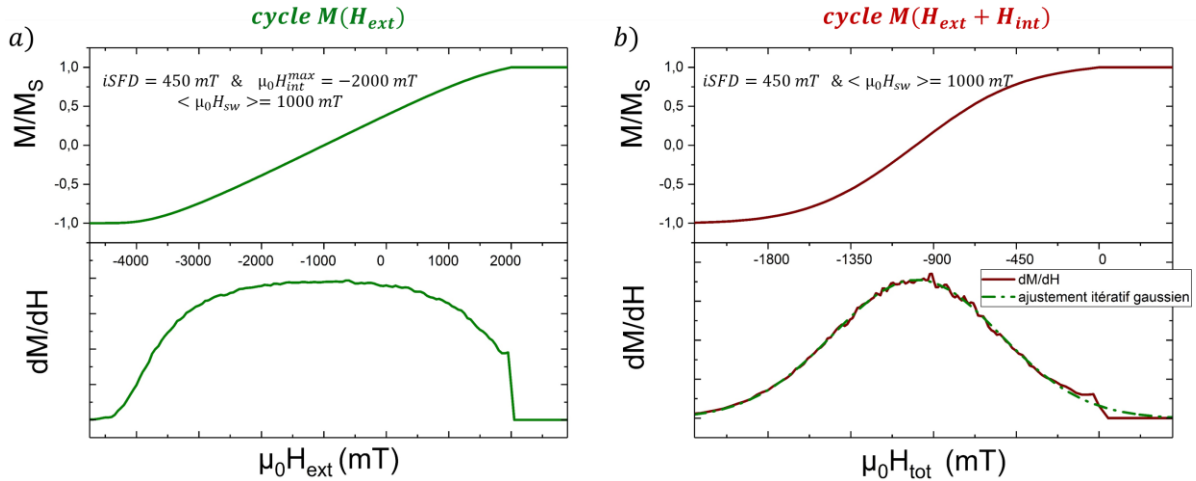 cycle M(H_ext)
a)
iSFD = 450 mT & μ₀H_int^max = −2000 mT
< μ₀H_sw >= 1000 mT
M/M_S
1,0
0,5
0,0
-0,5
-1,0
-4000 -3000 -2000 -1000 0 1000 2000
dM/dH
μ₀H_ext (mT)
cycle M(H_ext + H_int)
b)
iSFD = 450 mT & < μ₀H_sw >= 1000 mT
M/M_S
1,0
0,5
0,0
-0,5
-1,0
-1800 -1350 -900 -450 0
dM/dH
dM/dH
ajustement itératif gaussien
μ₀H_tot (mT)